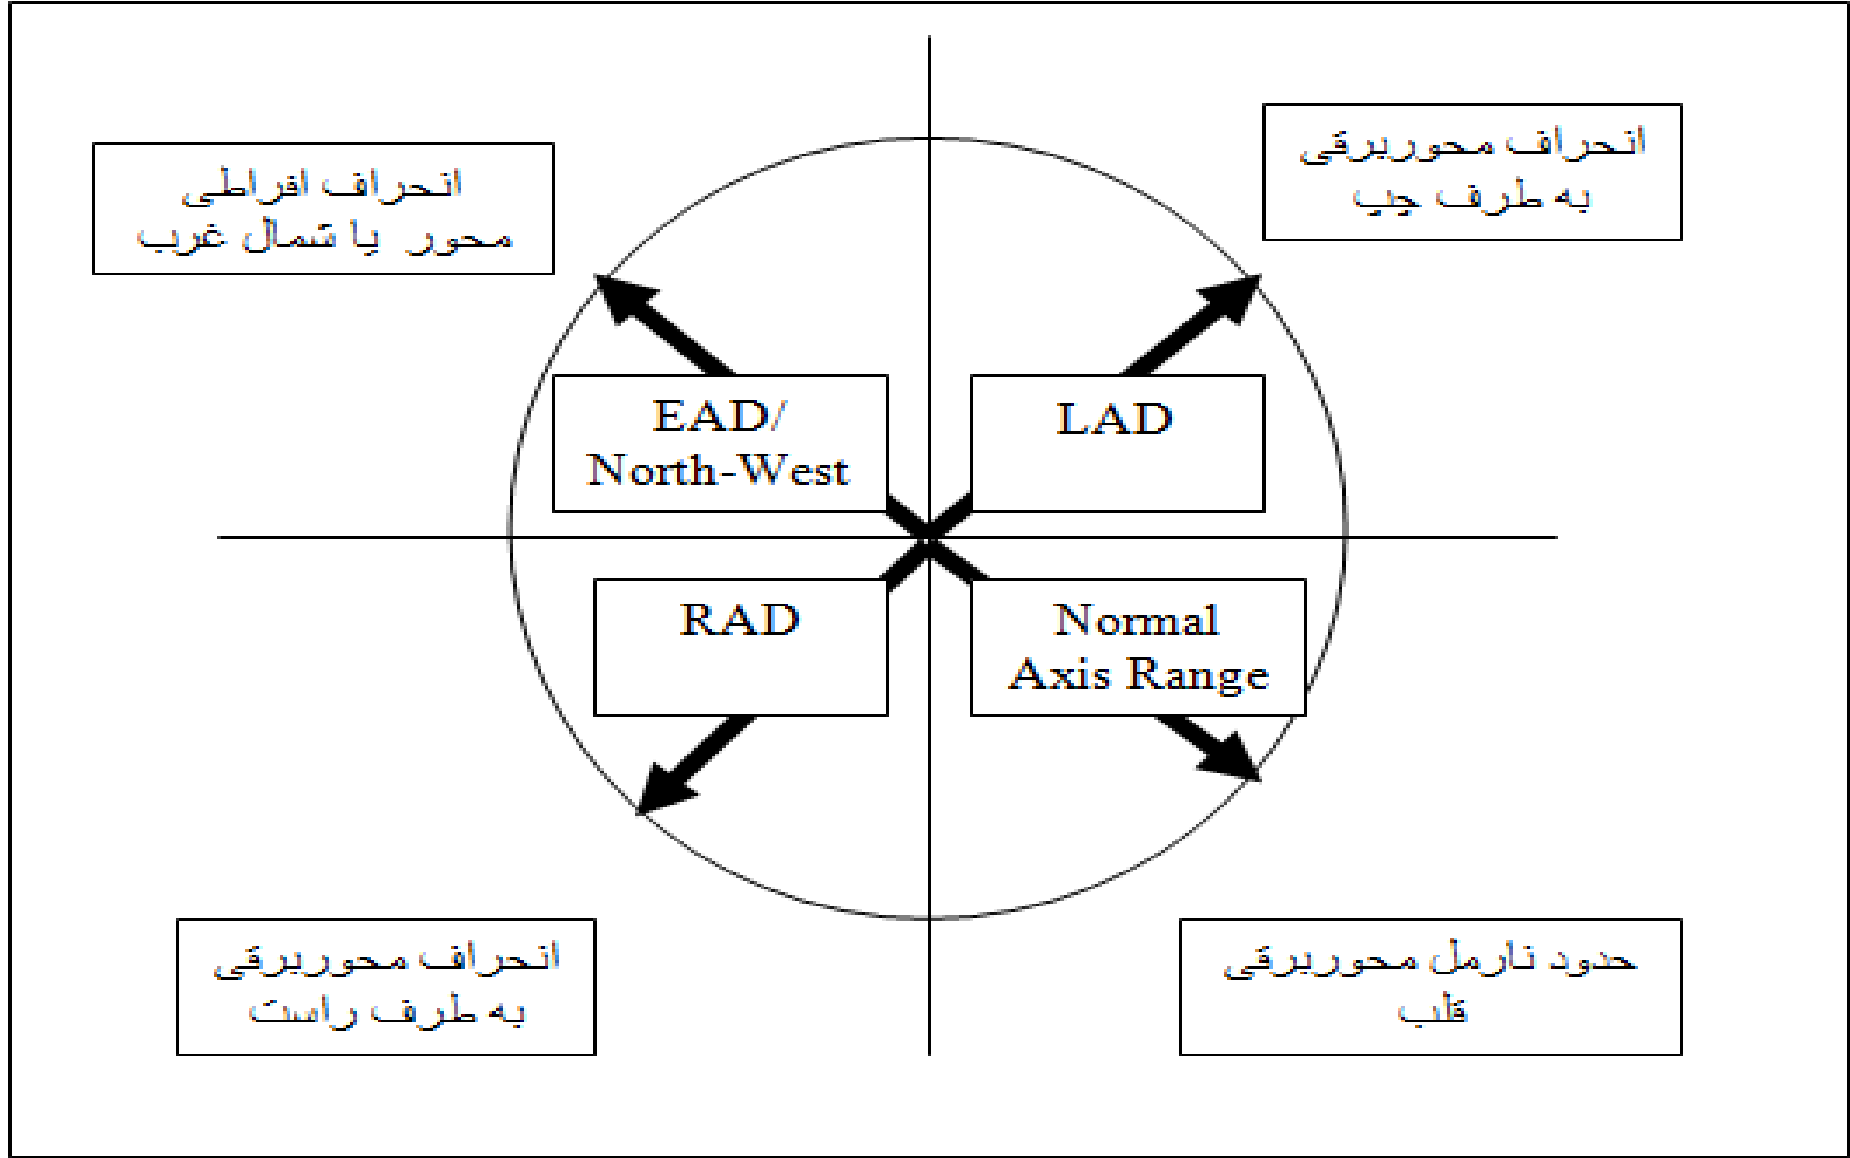 انحراف محوربرقی
به طرف چپ
انحراف افراطی
محور یا شمال غرب
EAD/
North-West
LAD
RAD
Normal
Axis Range
انحراف محوربرقی
به طرف راست
حدود نارمل محوربرقی
قلب